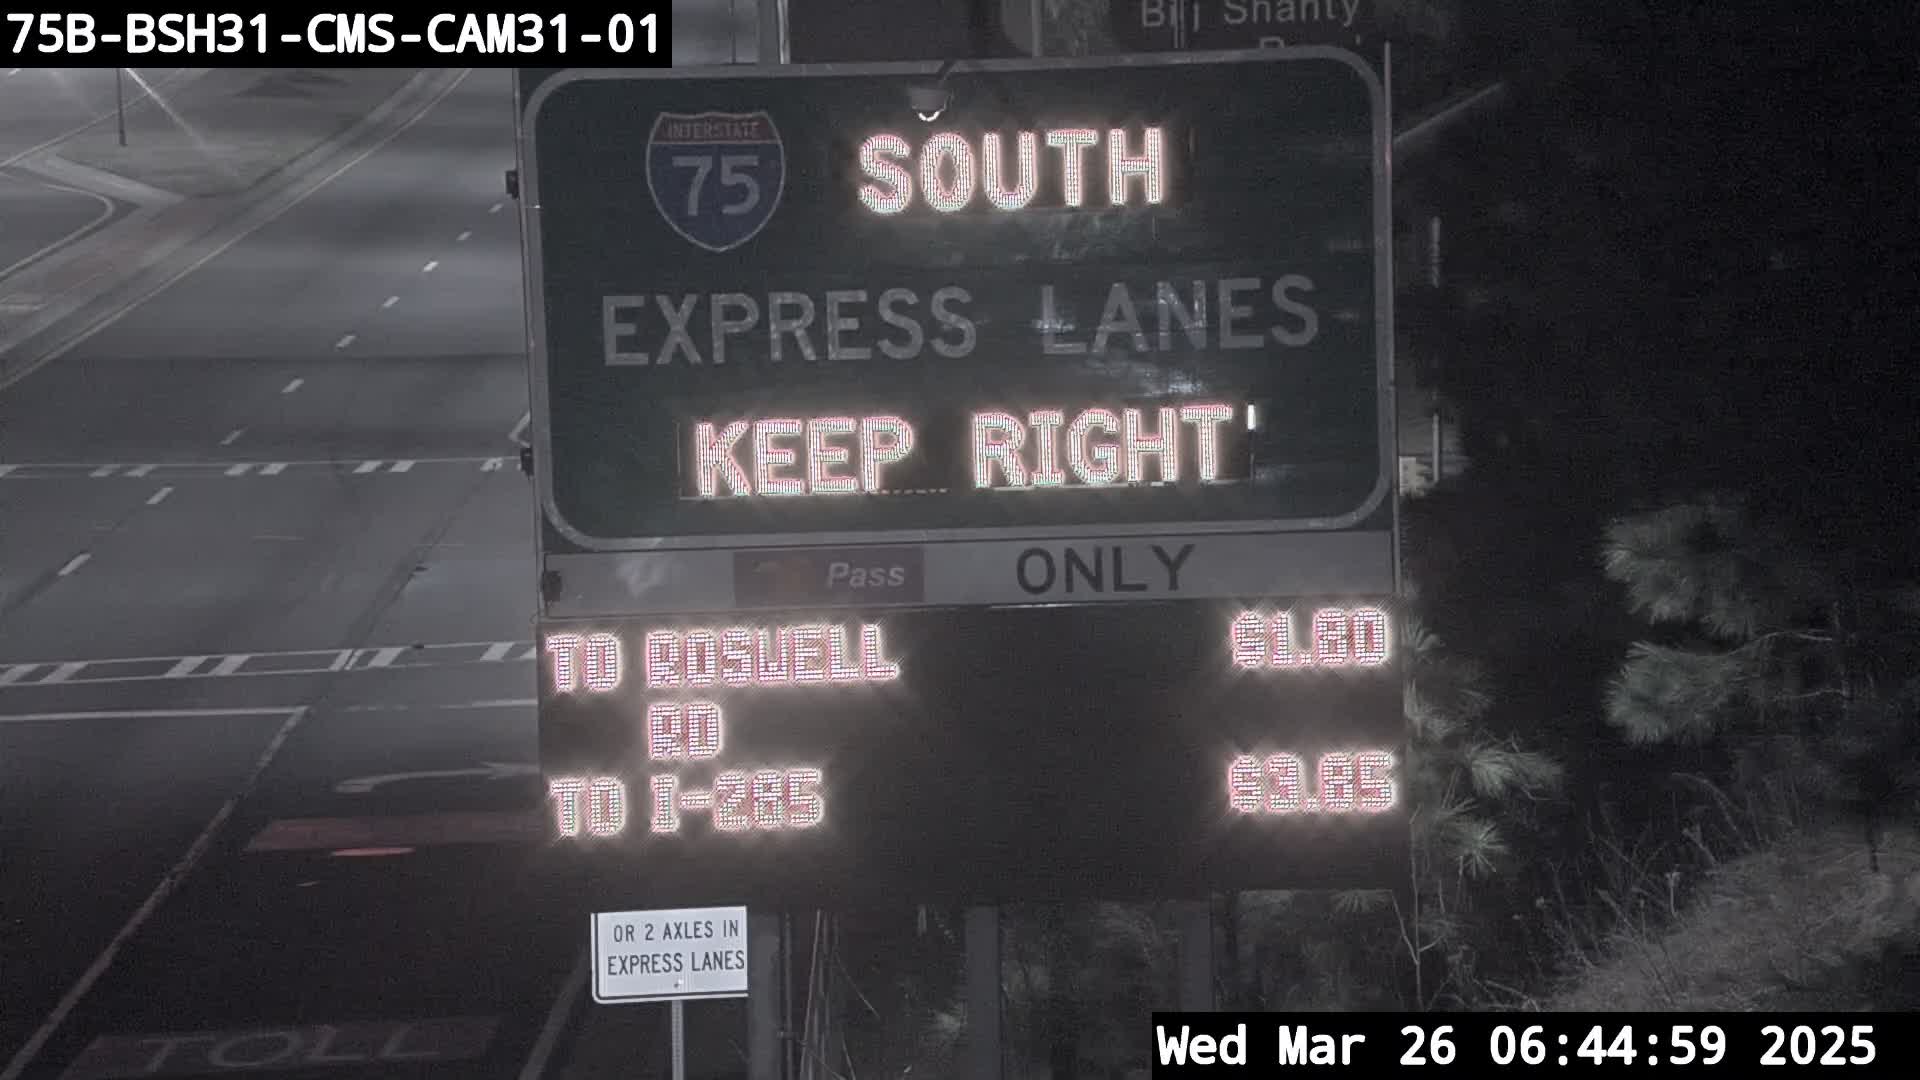 75B-BSH31-CMS-CAM31-01
Shanty
INTERSTATE
75
SOUTH
EXPRESS LANES
KEEP RIGHT
Pass ONLY
TO ROSWELL $1.80
RD
TO I-285 $3.85
OR 2 AXLES IN
EXPRESS LANES
TOLL
Wed Mar 26 06:44:59 2025